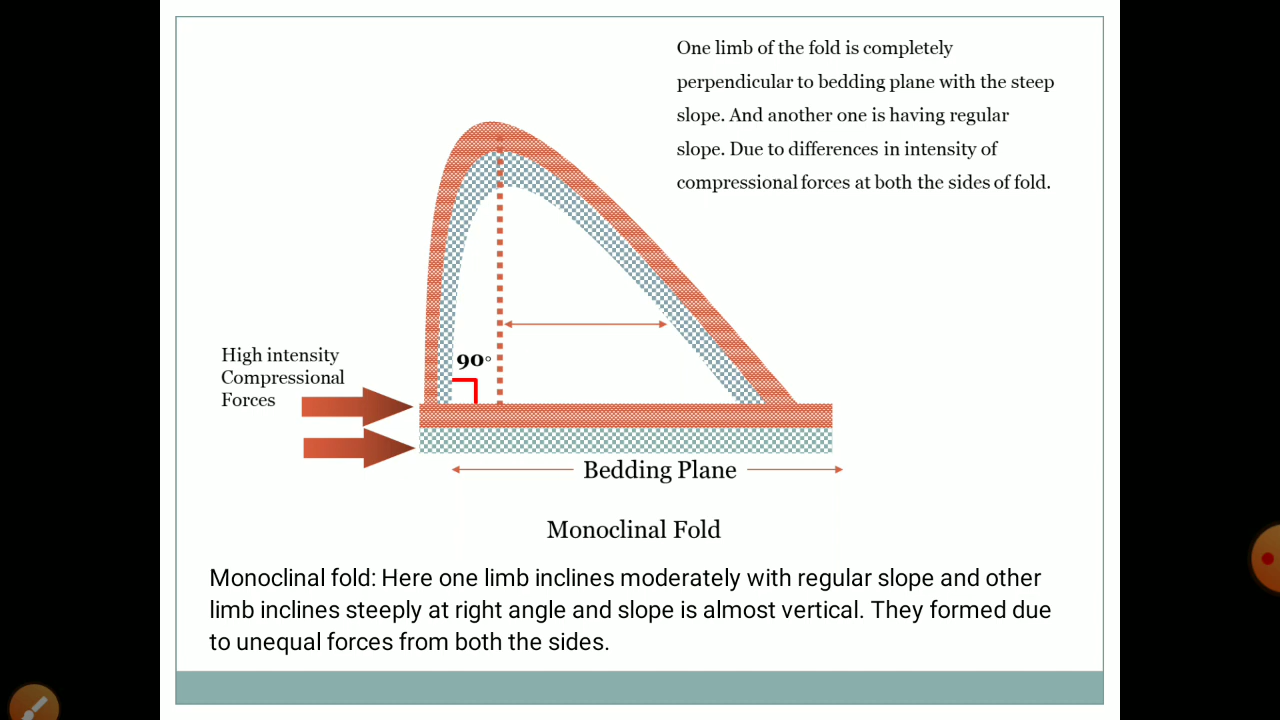 One limb of the fold is completely
perpendicular to bedding plane with the steep
slope. And another one is having regular
slope. Due to differences in intensity of
compressional forces at both the sides of fold.
High intensity
Compressional
Forces
90°
Bedding Plane
Monoclinal Fold
Monoclinal fold: Here one limb inclines moderately with regular slope and other
limb inclines steeply at right angle and slope is almost vertical. They formed due
to unequal forces from both the sides.